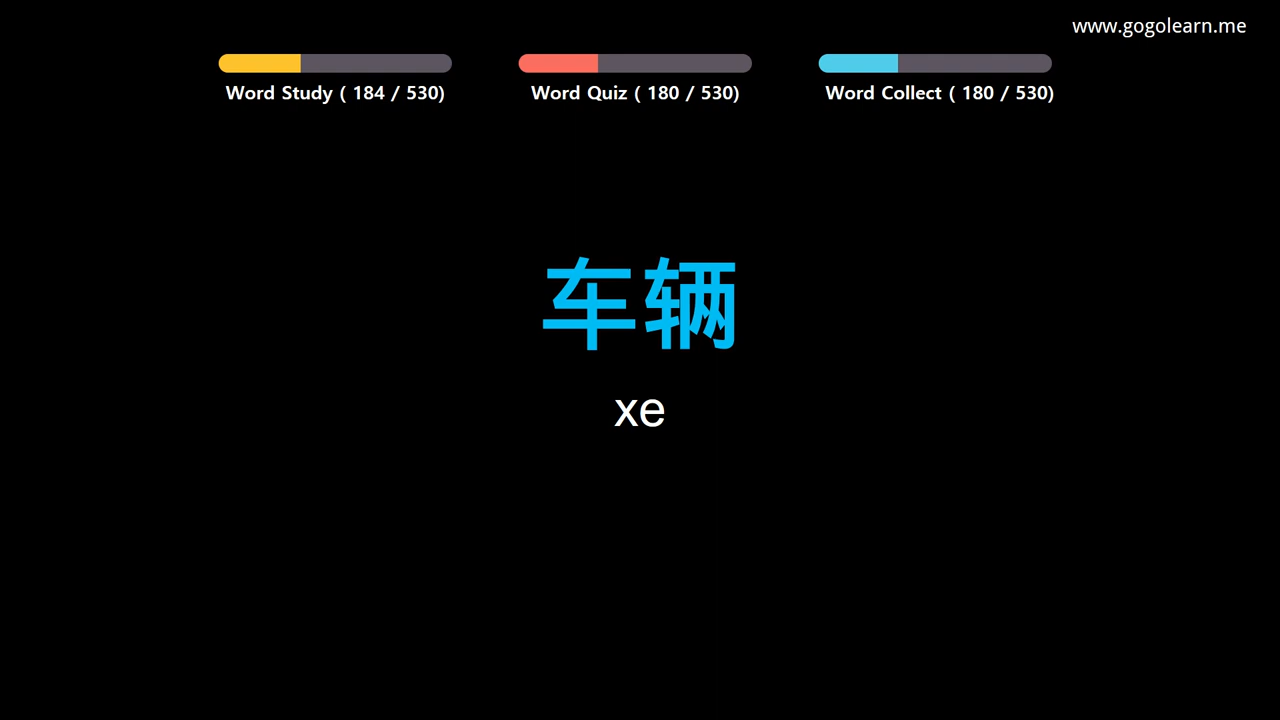 www.gogolearn.me
Word Study ( 184 / 530)
Word Quiz ( 180 / 530)
Word Collect ( 180 / 530)
车辆
xe